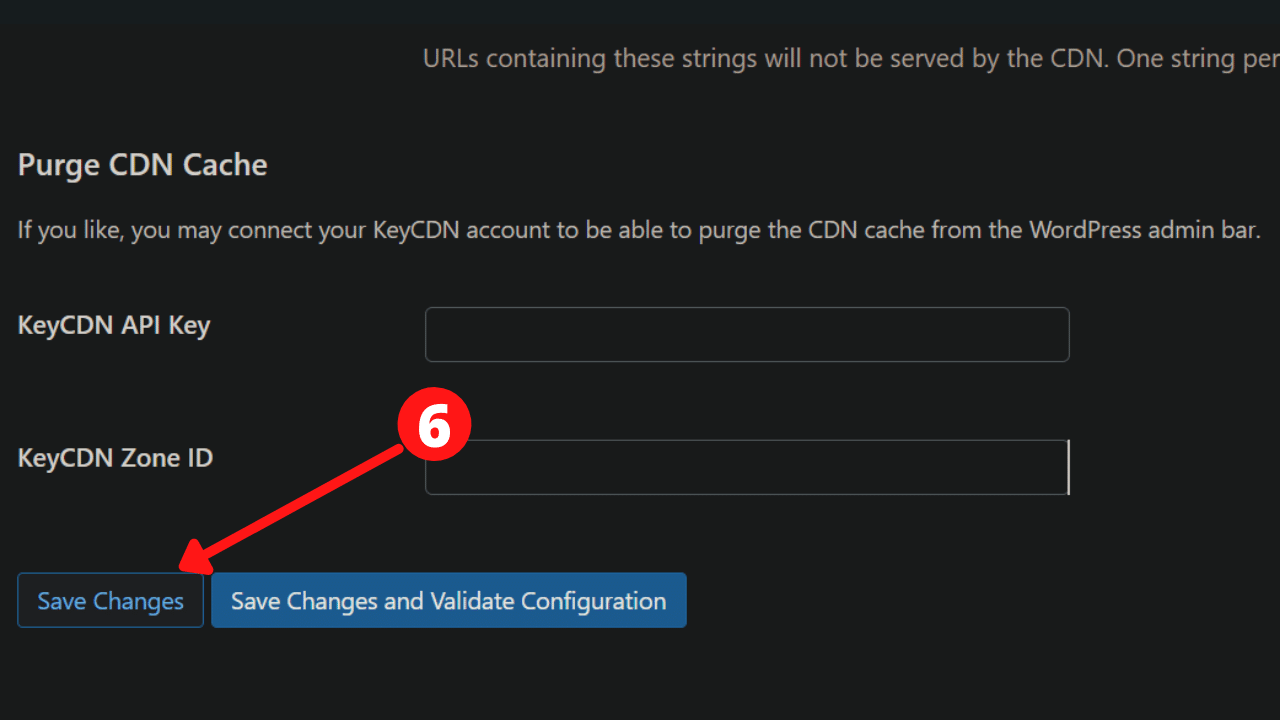 URLs containing these strings will not be served by the CDN. One string per
Purge CDN Cache
If you like, you may connect your KeyCDN account to be able to purge the CDN cache from the WordPress admin bar.
KeyCDN API Key
6
KeyCDN Zone ID
Save Changes
Save Changes and Validate Configuration